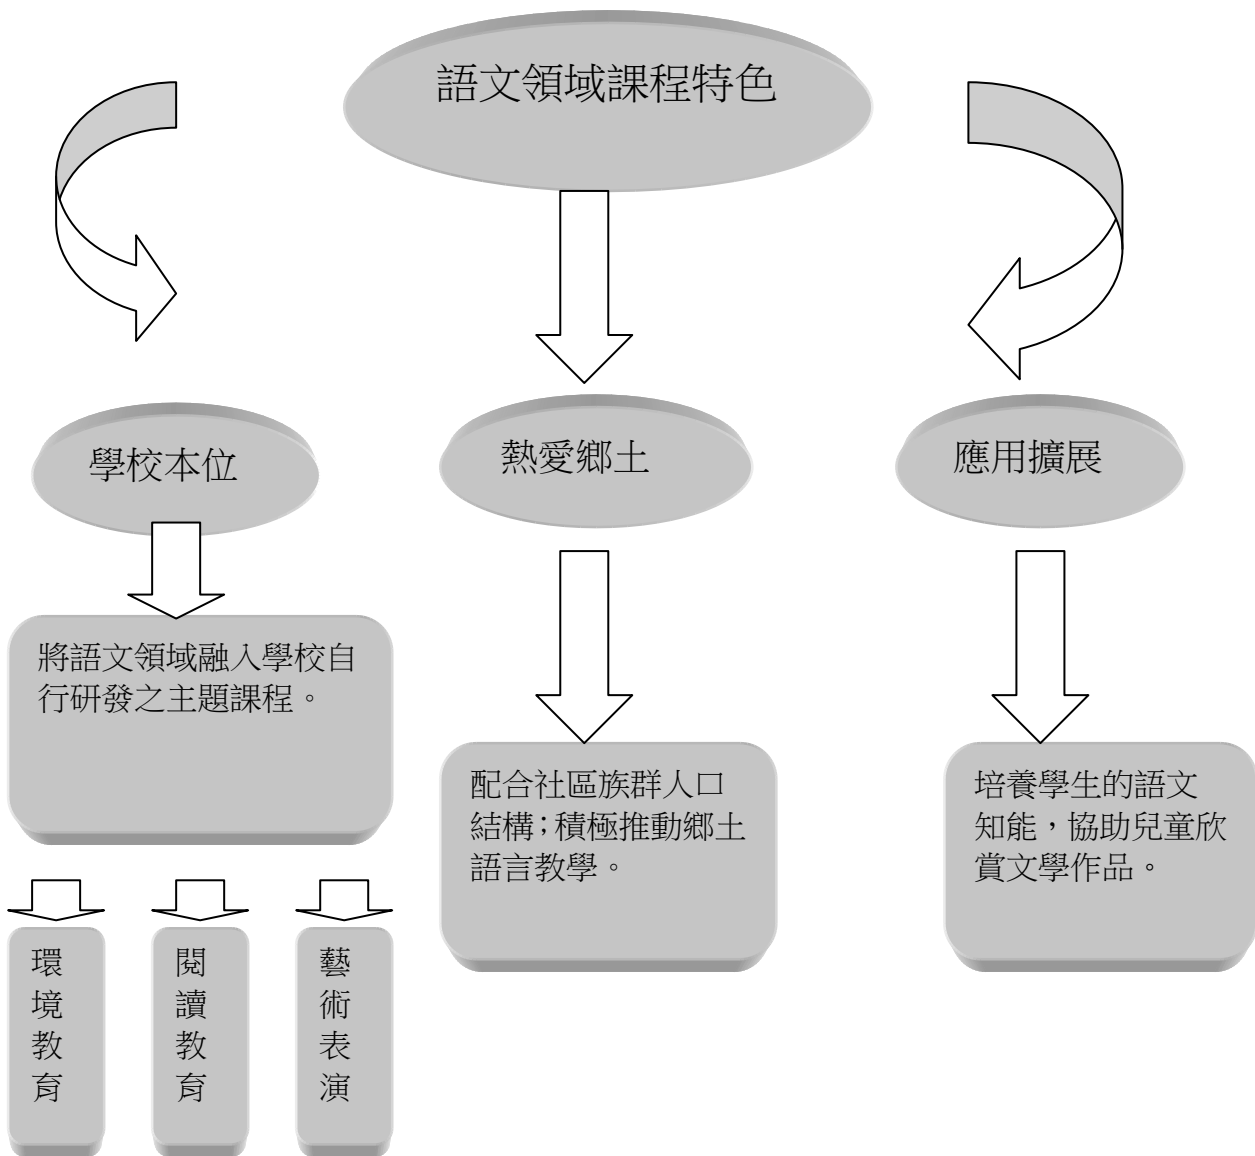 語文領域課程特色
學校本位
熱愛鄉土
應用擴展
將語文領域融入學校自
行研發之主題課程。
配合社區族群人口
結構;積極推動鄉土
語言教學。
培養學生的語文
知能,協助兒童欣
賞文學作品。
環境教育
閱讀教育
藝術表演